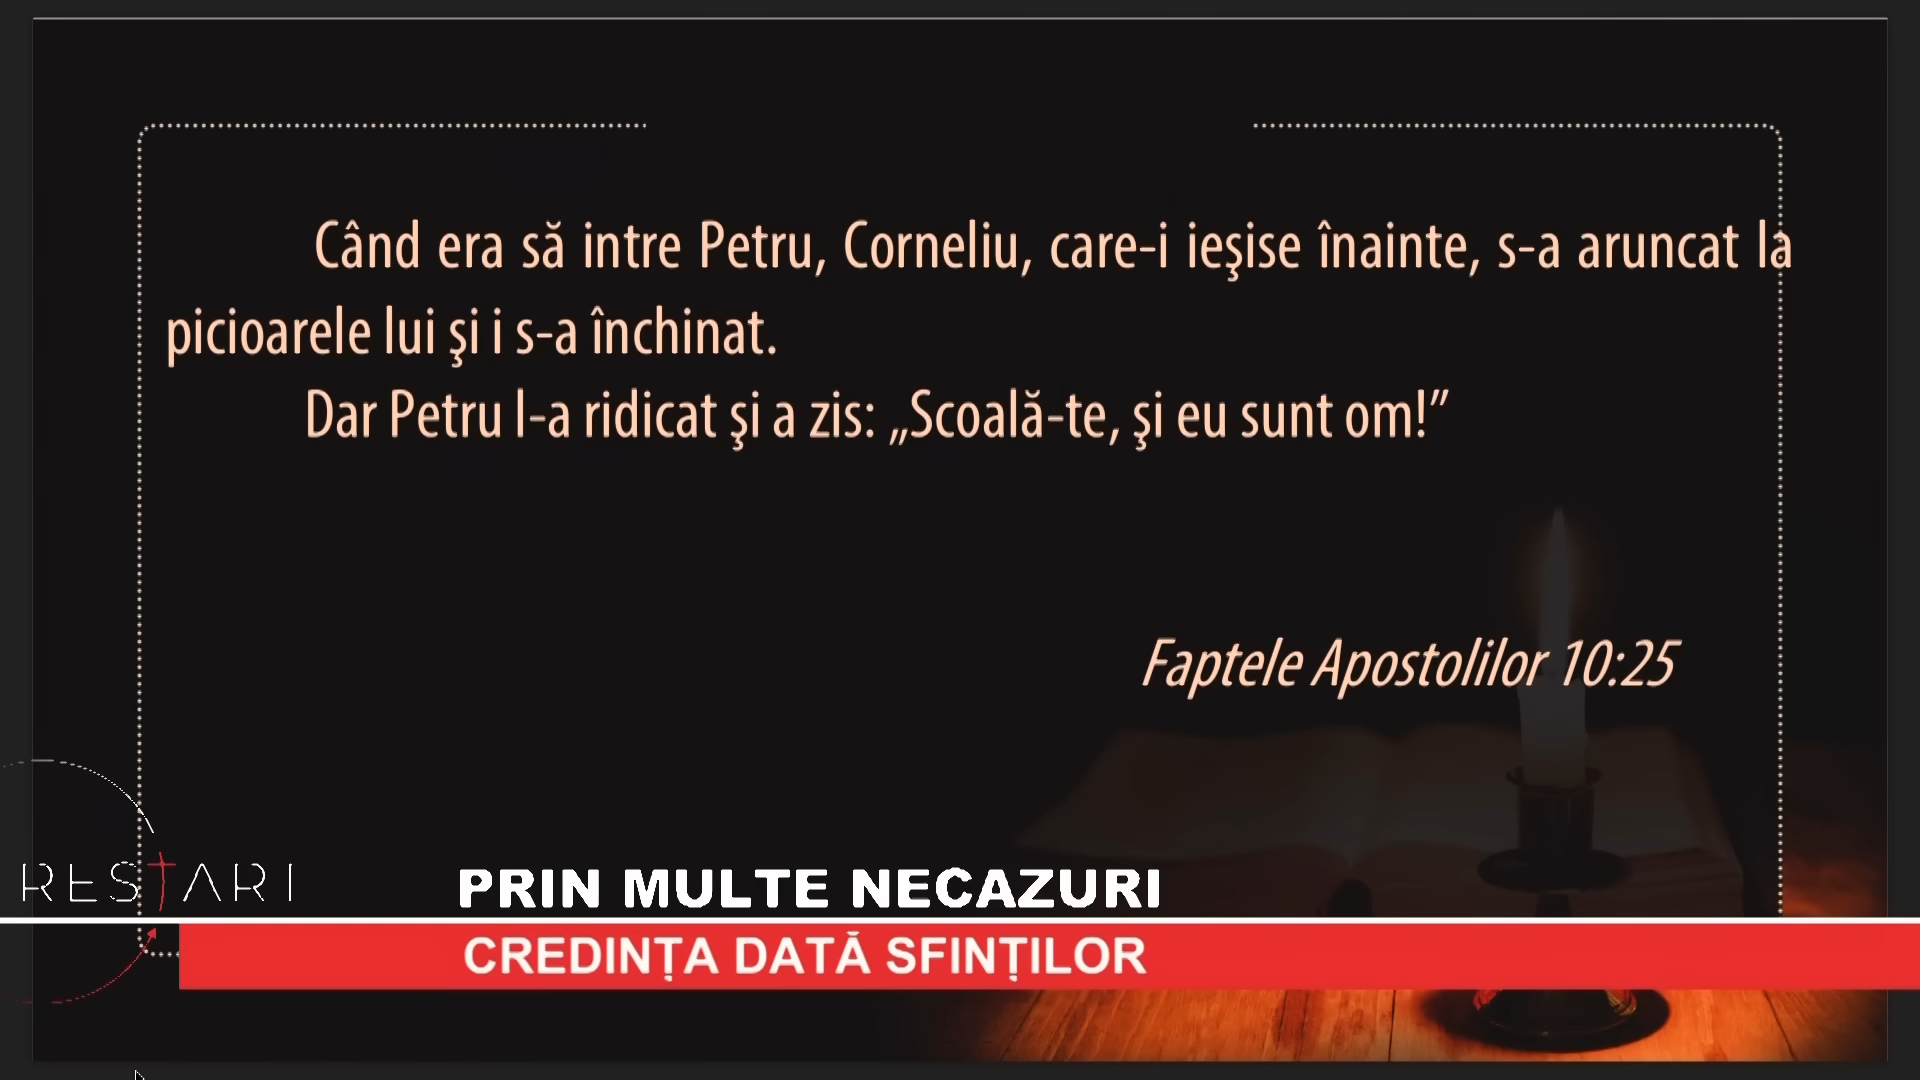 Când era să intre Petru, Corneliu, care-i ieşise înainte, s-a aruncat la
picioarele lui şi i s-a închinat.
Dar Petru l-a ridicat şi a zis: „Scoală-te, şi eu sunt om!”
Faptele Apostolilor 10:25
RESTARI
PRIN MULTE NECAZURI
CREDINȚA DATĂ SFINȚILOR